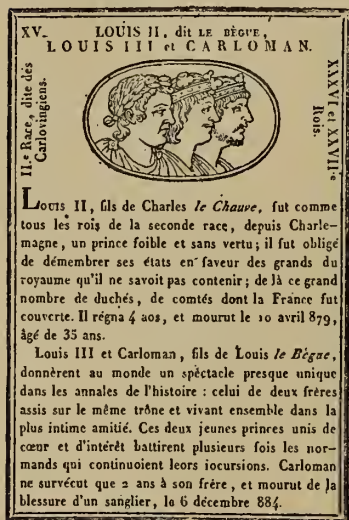 XV.
LOUIS II, dit LE BÈGUE,
LOUIS III et CARLOMAN.
II.e Race, dite des
Carlovingiens.
XXXVI et XXVII.e
Rois.
Louis II, fils de Charles le Chauve, fut comme
tous les rois de la seconde race, depuis Charle-
magne, un prince foible et sans vertu; il fut obligé
de démembrer ses états en faveur des grands du
royaume qu'il ne savoit pas contenir; de là ce grand
nombre de duchés, de comtés dont la France fut
couverte. Il régna 4 aos, et mourut le 10 avril 879,
âgé de 35 ans.
Louis III et Carloman, fils de Louis le Bègue,
donnèrent au monde un spectacle presque unique
dans les annales de l'histoire : celui de deux frères
assis sur le même trône et vivant ensemble dans la
plus intime amitié. Ces deux jeunes princes unis de
cœur et d'intérêt battirent plusieurs fois les nor-
mands qui continuoient leurs iocursions. Carloman
ne survécut que 2 ans à son frère, et mourut de la
blessure d'un sanglier, le 6 décembre 884.